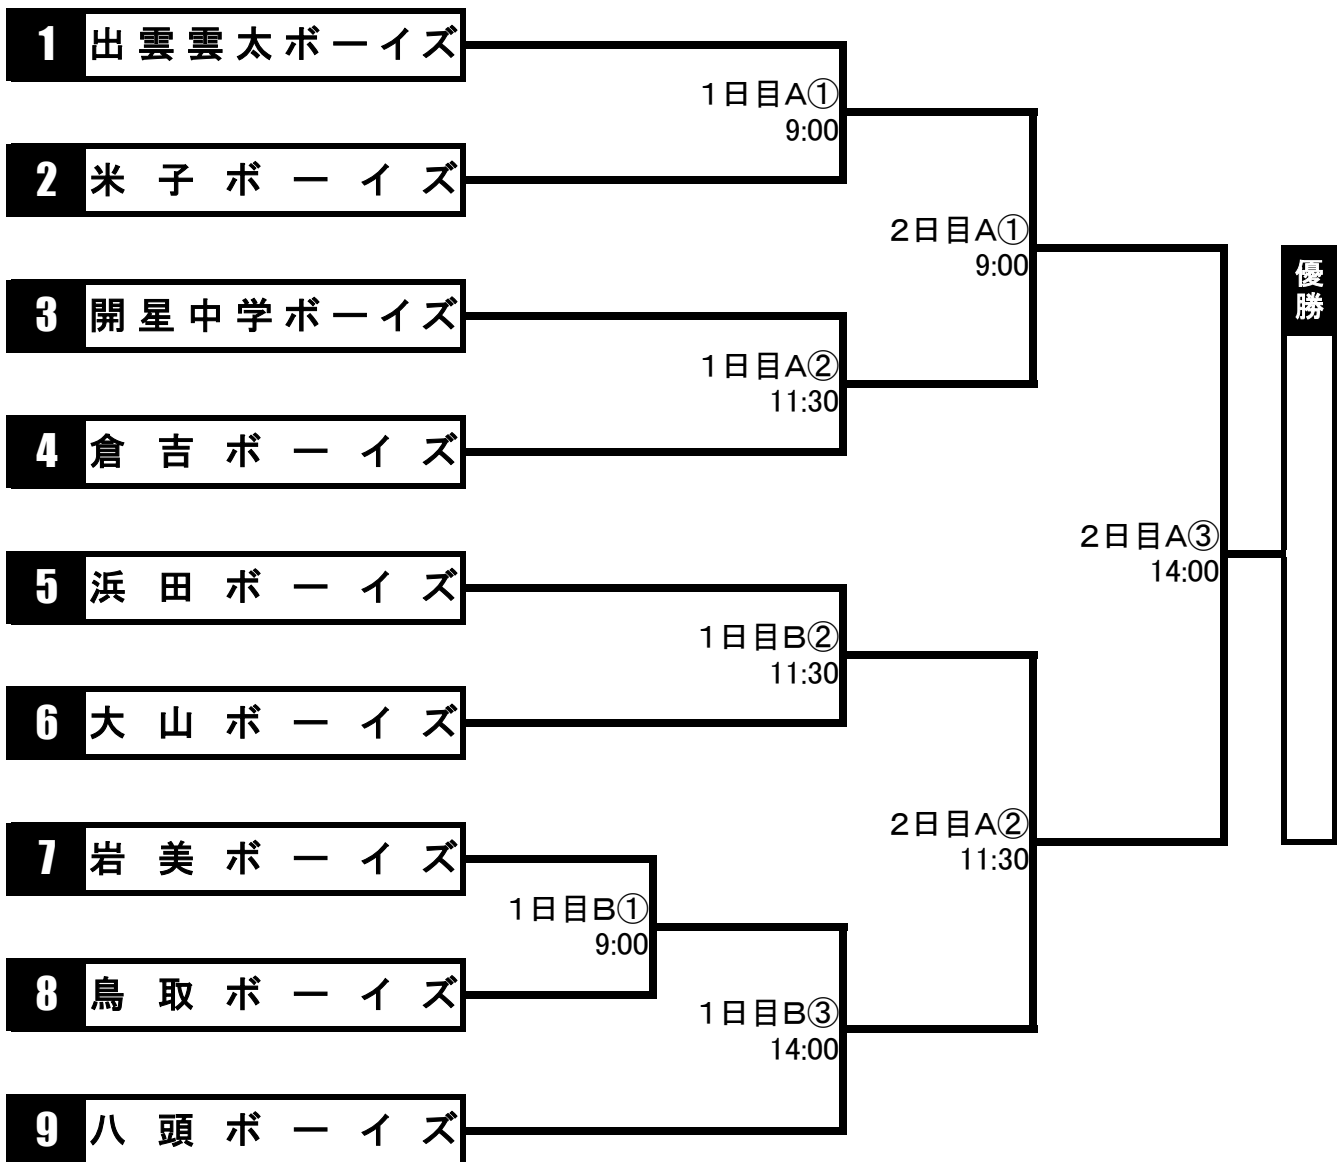 1 出雲雲太ボーイズ
1日目A①
9:00
2 米子ボーイズ
2日目A①
9:00
3 開星中学ボーイズ
1日目A②
11:30
4 倉吉ボーイズ
優勝
2日目A③
14:00
5 浜田ボーイズ
1日目B②
11:30
6 大山ボーイズ
2日目A②
11:30
7 岩美ボーイズ
1日目B①
9:00
8 鳥取ボーイズ
1日目B③
14:00
9 八頭ボーイズ